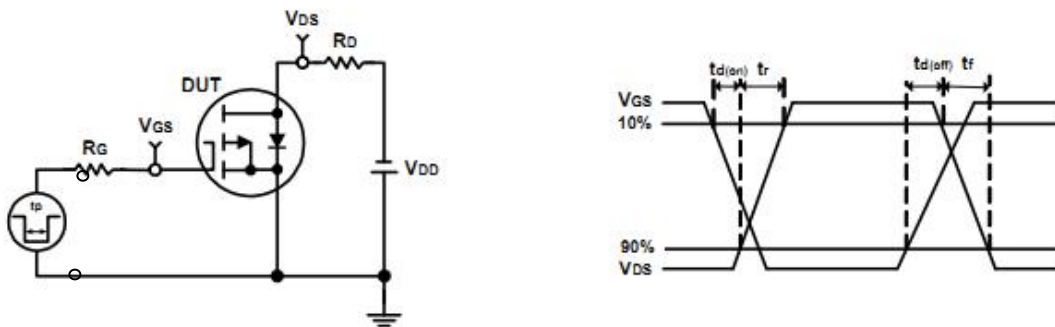 VDS
RD
DUT
VGS
RG
VDD
tp
td(on) tr
td(off) tf
VGS
10%
90%
VDS